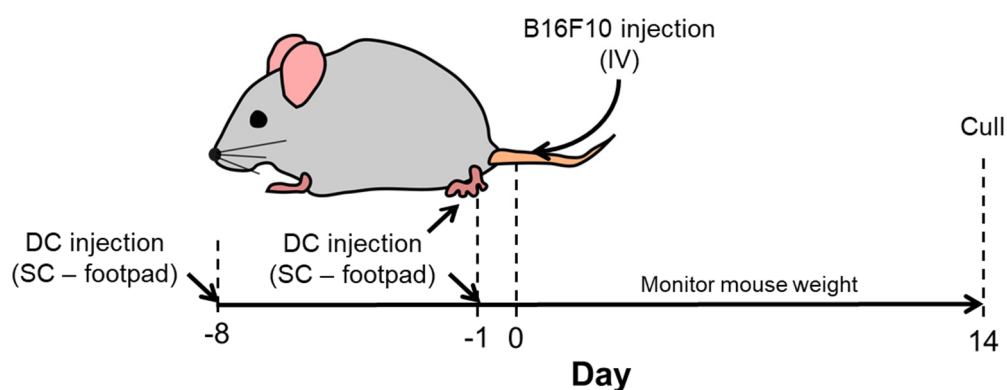 B16F10 injection
(IV)
Cull
DC injection
(SC – footpad)
DC injection
(SC – footpad)
Monitor mouse weight
-8
-1
0
14
Day